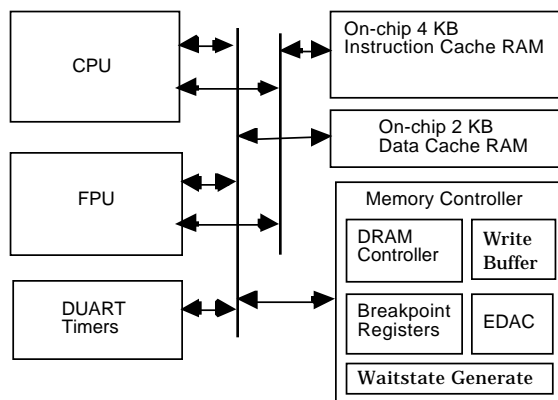 CPU
On-chip 4 KB
Instruction Cache RAM
On-chip 2 KB
Data Cache RAM
FPU
Memory Controller
DRAM
Controller
Write
Buffer
DUART
Timers
Breakpoint
Registers
EDAC
Waitstate Generate